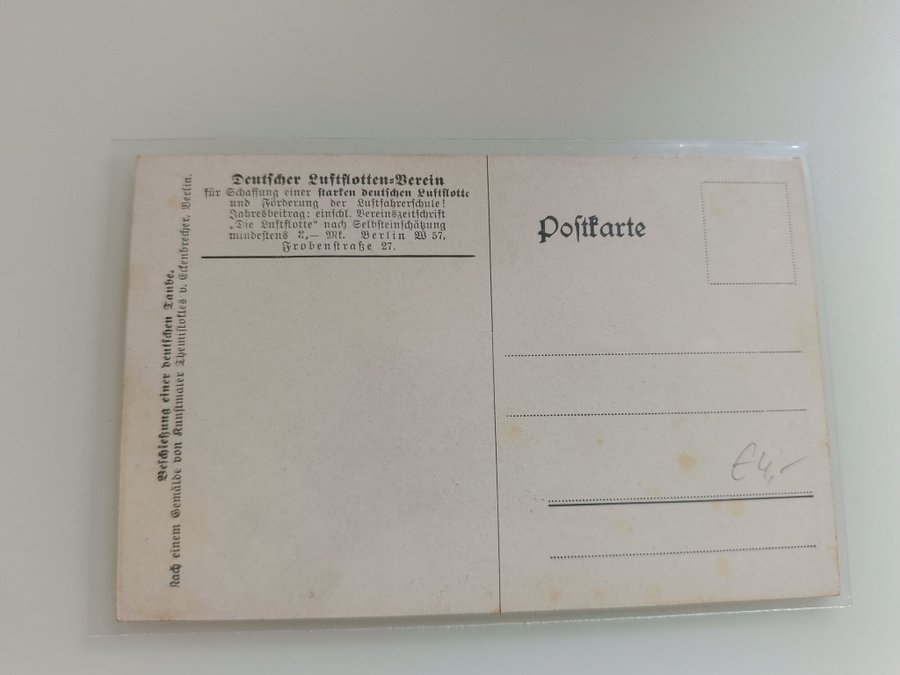 Deutscher Luftflotten=Verein
für Schaffung einer starken deutschen Luftflotte
und Förderung der Luftfahrerschule!
Jahresbeitrag: einschl. Vereinszeitschrift
„Die Luftflotte“ nach Selbsteinschätzung
mindestens 3,— Mk. Berlin W 57,
Frobenstraße 27.
Beschießung einer deutschen Taube.
Nach einem Gemälde von Kunstmaler Themistokles v. Eckenbrecher, Berlin.
Postkarte
€4,-